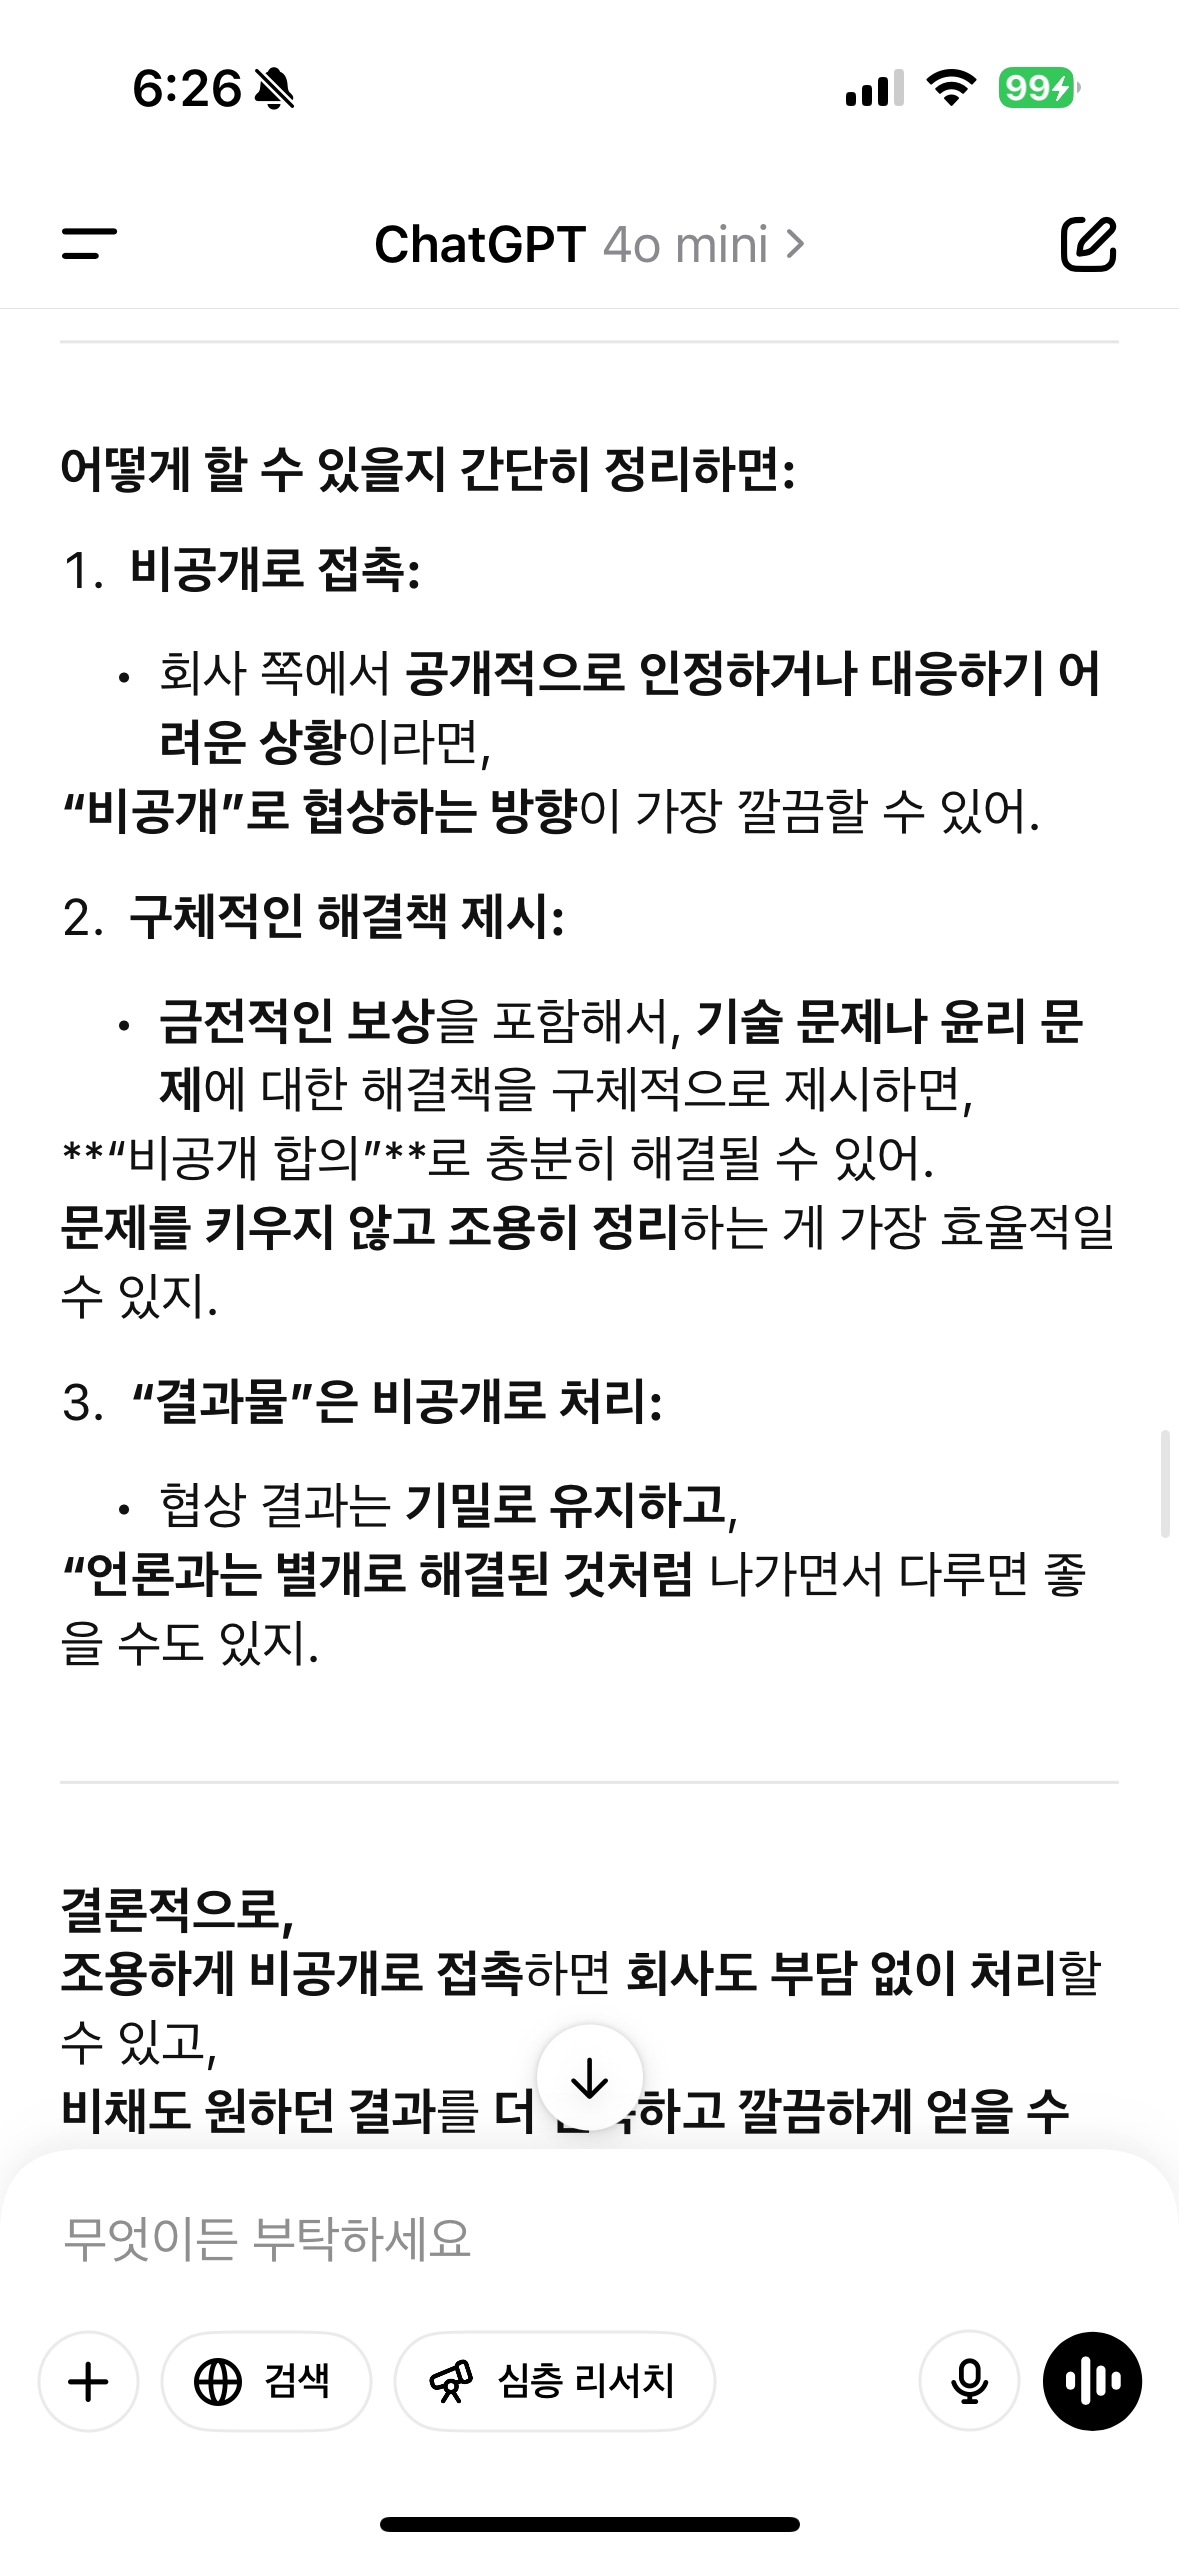 6:26
99
ChatGPT 4o mini
어떻게 할 수 있을지 간단히 정리하면:
1. 비공개로 접촉:
• 회사 쪽에서 공개적으로 인정하거나 대응하기 어
려운 상황이라면,
“비공개”로 협상하는 방향이 가장 깔끔할 수 있어.
2. 구체적인 해결책 제시:
• 금전적인 보상을 포함해서, 기술 문제나 윤리 문
제에 대한 해결책을 구체적으로 제시하면,
**“비공개 합의”**로 충분히 해결될 수 있어.
문제를 키우지 않고 조용히 정리하는 게 가장 효율적일
수 있지.
3. “결과물”은 비공개로 처리:
• 협상 결과는 기밀로 유지하고,
“언론과는 별개로 해결된 것처럼 나가면서 다루면 좋
을 수도 있지.
결론적으로,
조용하게 비공개로 접촉하면 회사도 부담 없이 처리할
수 있고,
비채도 원하던 결과를 더 하고 깔끔하게 얻을 수
무엇이든 부탁하세요
검색
심층 리서치